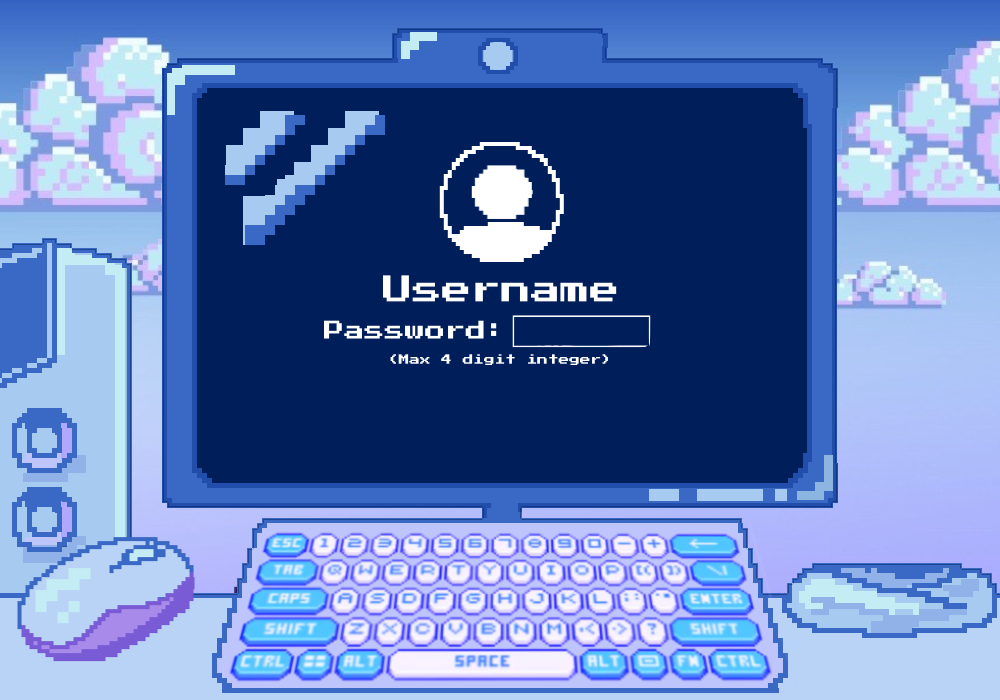 Username
Password:
(Max 4 digit integer)
ESC 1 2 3 4 5 6 7 8 9 0 - + ←
TAB Q W E R T Y U I O P [{ }] \/
CAPS A S D F G H J K L : ; " ' ENTER
SHIFT Z X C V B N M < > ? SHIFT
CTRL ALT SPACE ALT FN CTRL